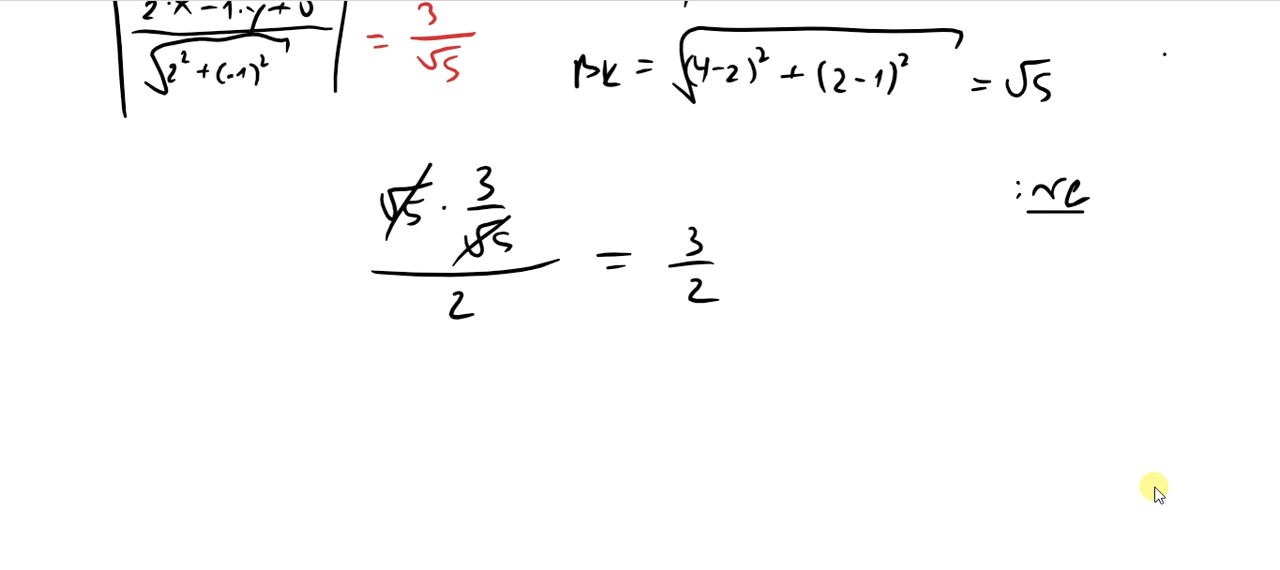 |(2·x-1·y+0)/√(2²+(-1)²)| = 3/√5
BK = √((4-2)²+(2-1)²) = √5
(√5 · 3/√5)/2 = 3/2